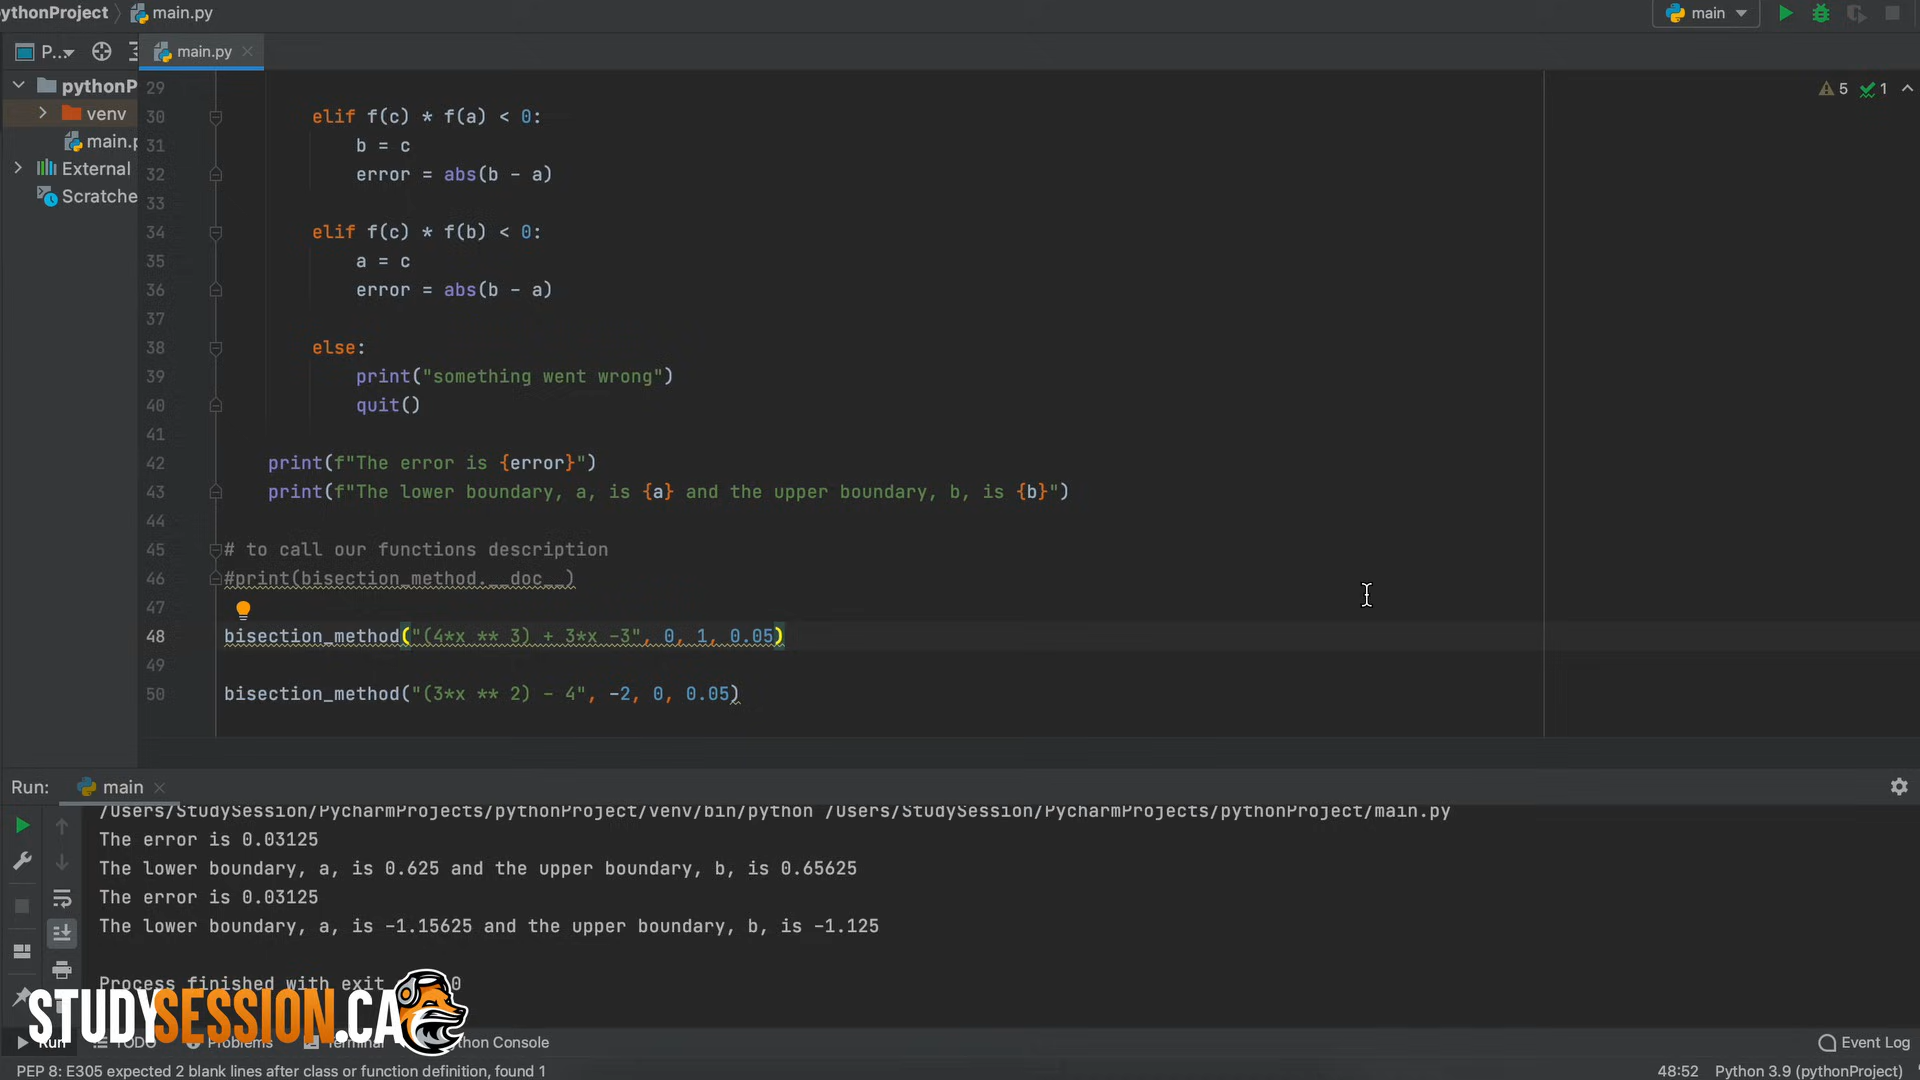 ythonProject main.py main
P... main.py
pythonP
venv
main.p
External
Scratche
5 1
29
30 elif f(c) * f(a) < 0:
31 b = c
32 error = abs(b - a)
33
34 elif f(c) * f(b) < 0:
35 a = c
36 error = abs(b - a)
37
38 else:
39 print("something went wrong")
40 quit()
41
42 print(f"The error is {error}")
43 print(f"The lower boundary, a, is {a} and the upper boundary, b, is {b}")
44
45 # to call our functions description
46 #print(bisection_method.__doc__)
47
48 bisection_method("(4*x ** 3) + 3*x -3", 0, 1, 0.05)
49
50 bisection_method("(3*x ** 2) - 4", -2, 0, 0.05)
Run: main
/Users/StudySession/PycharmProjects/pythonProject/venv/bin/python /Users/StudySession/PycharmProjects/pythonProject/main.py
The error is 0.03125
The lower boundary, a, is 0.625 and the upper boundary, b, is 0.65625
The error is 0.03125
The lower boundary, a, is -1.15625 and the upper boundary, b, is -1.125
Process finished with exit 0
STUDYSESSION.CA
Run TODO Problems Terminal ython Console Event Log
PEP 8: E305 expected 2 blank lines after class or function definition, found 1 48:52 Python 3.9 (pythonProject)